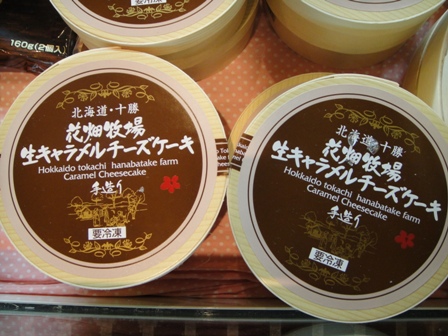 160g(2個入)
北海道・十勝
花畑牧場
生キャラメルチーズケーキ
Hokkaido tokachi hanabatake farm
Caramel Cheesecake
手造り
要冷凍
北海道・十勝
花畑牧場
生キャラメルチーズケーキ
Hokkaido tokachi hanabatake farm
Caramel Cheesecake
手造り
要冷凍